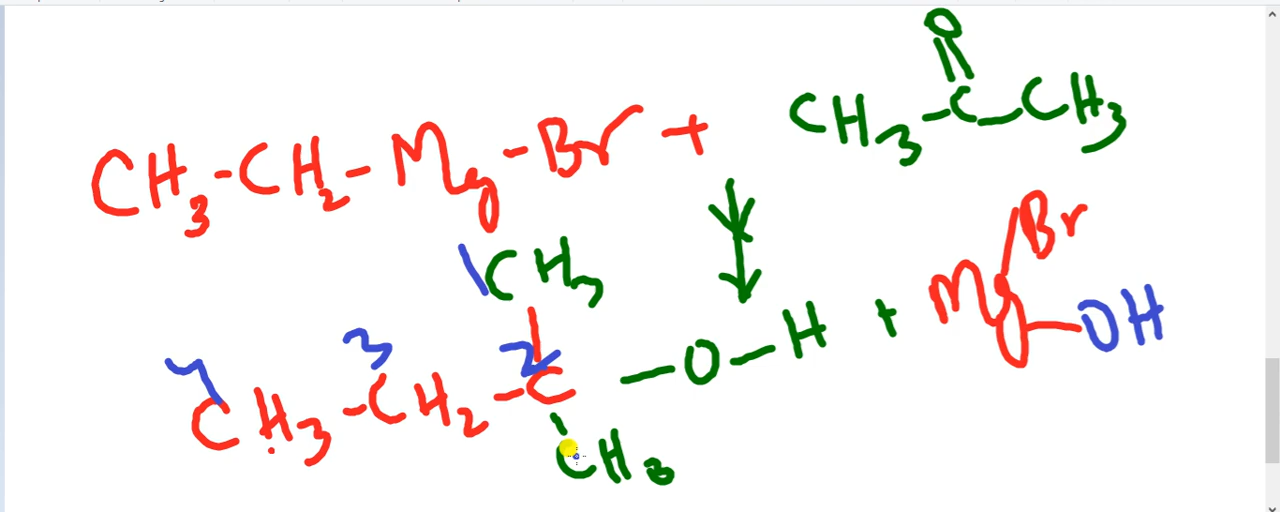 O
||
CH3-CH2-Mg-Br + CH3-C-CH3
1CH3
Br
4 3 2
CH3-CH2-C-O-H + Mg-OH
CH3